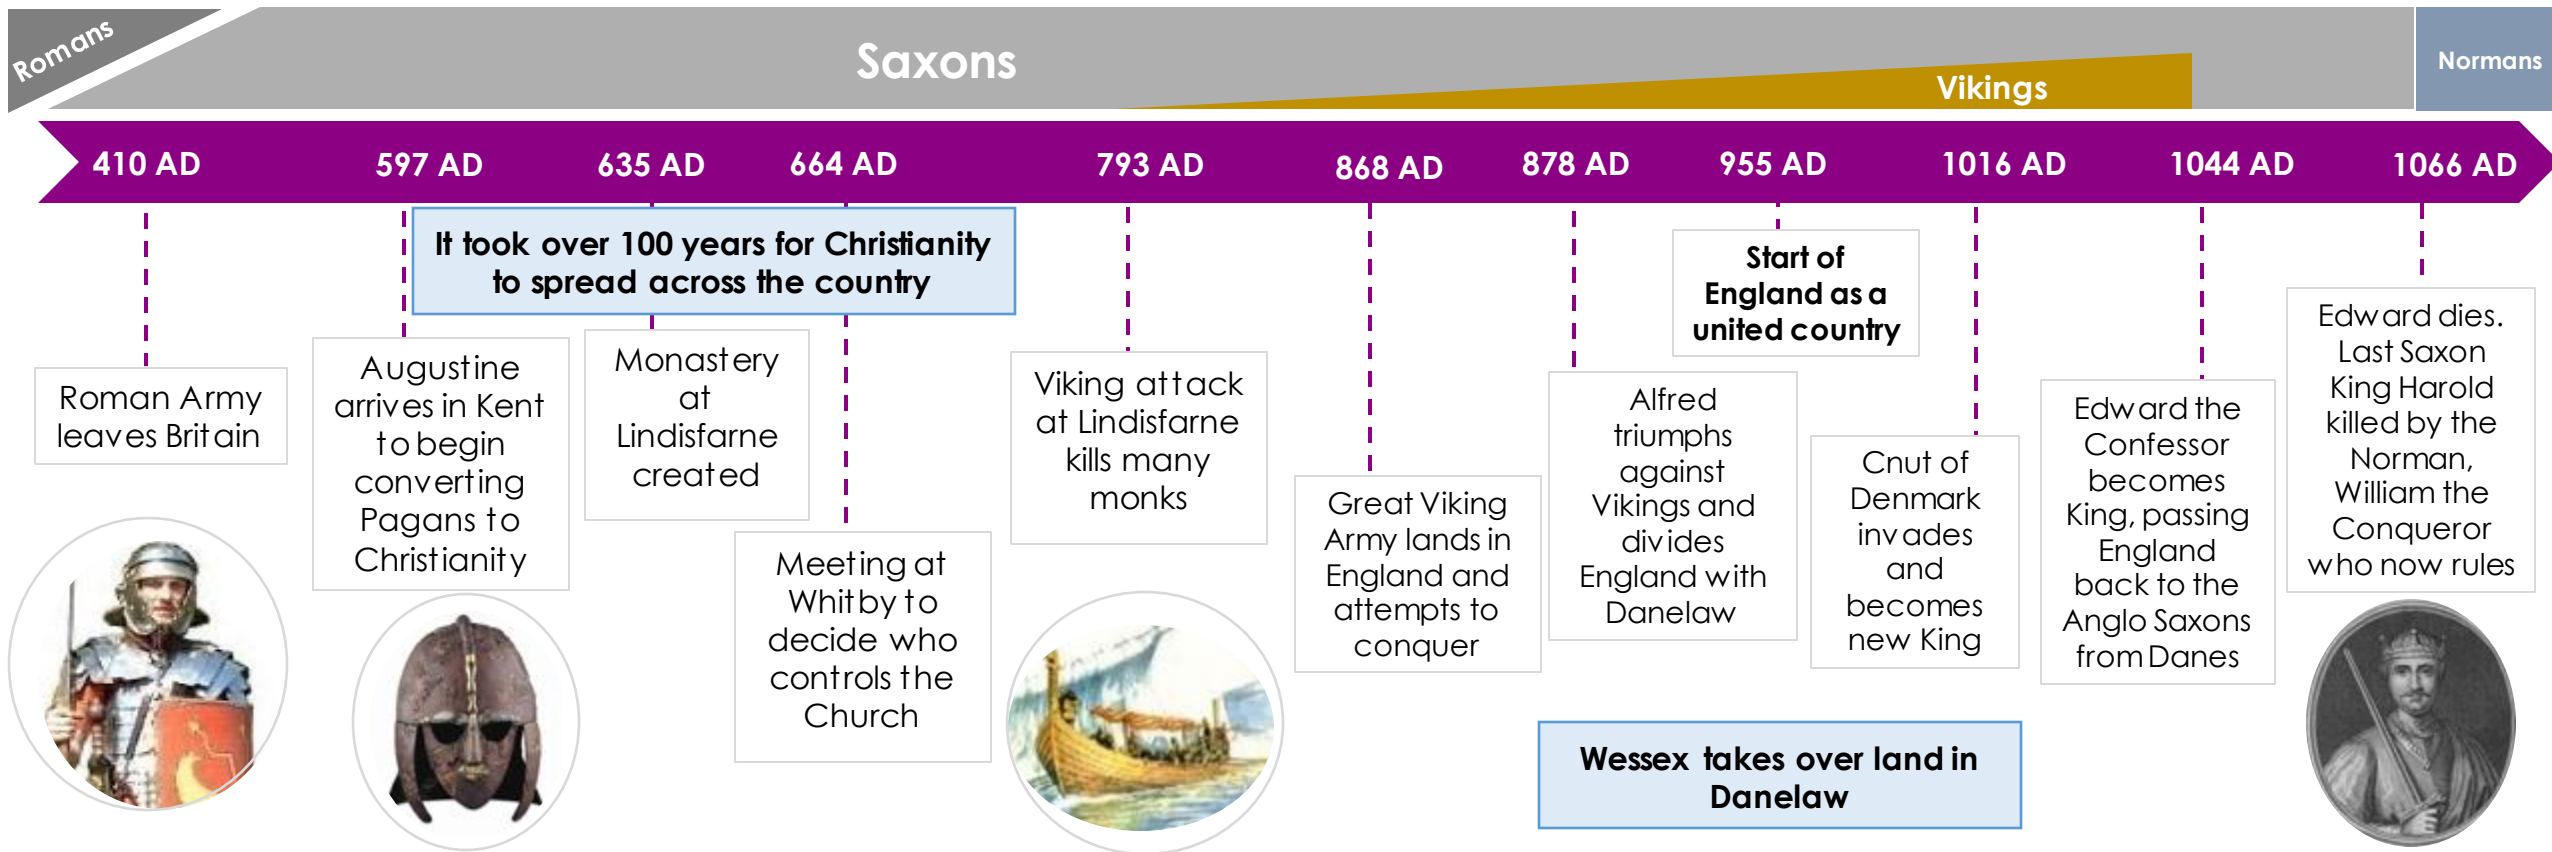 Romans
Saxons
Vikings
Normans
410 AD
597 AD
635 AD
664 AD
793 AD
868 AD
878 AD
955 AD
1016 AD
1044 AD
1066 AD
It took over 100 years for Christianity
to spread across the country
Roman Army
leaves Britain
Augustine
arrives in Kent
to begin
converting
Pagans to
Christianity
Monastery
at
Lindisfarne
created
Meeting at
Whitby to
decide who
controls the
Church
Viking attack
at Lindisfarne
kills many
monks
Great Viking
Army lands in
England and
attempts to
conquer
Alfred
triumphs
against
Vikings and
divides
England with
Danelaw
Start of
England as a
united country
Cnut of
Denmark
invades
and
becomes
new King
Edward the
Confessor
becomes
King, passing
England
back to the
Anglo Saxons
from Danes
Edward dies.
Last Saxon
King Harold
killed by the
Norman,
William the
Conqueror
who now rules
Wessex takes over land in
Danelaw